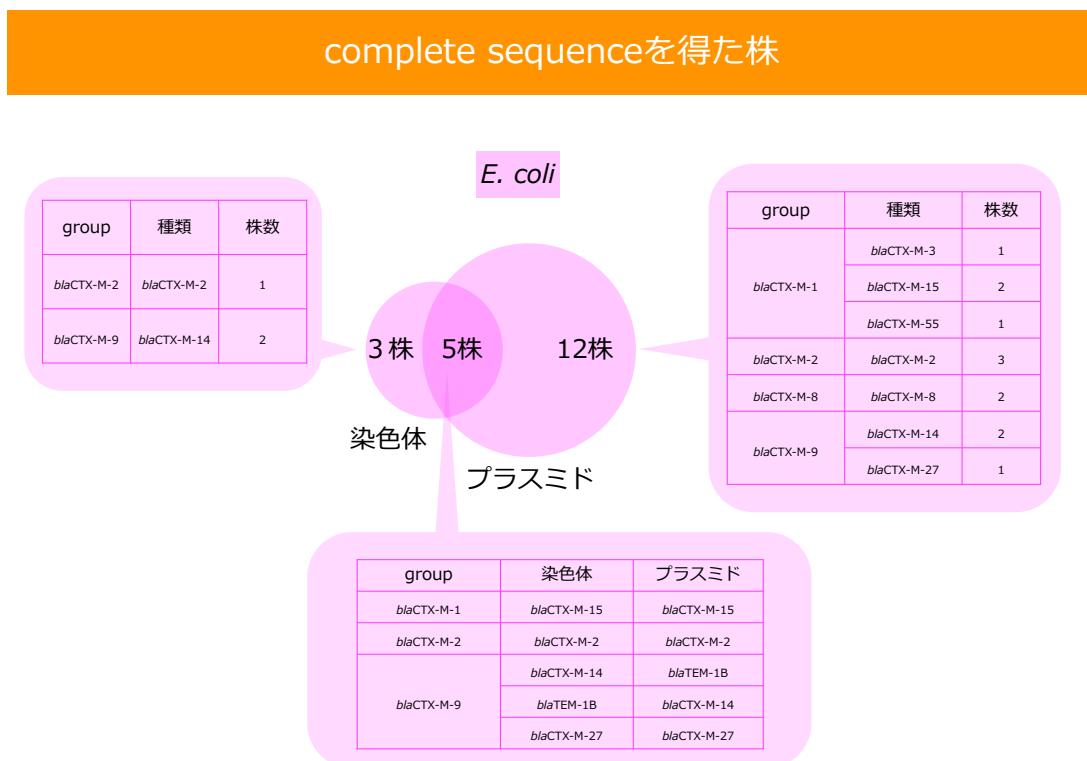 complete sequenceを得た株
E. coli
group 種類 株数
blaCTX-M-2 blaCTX-M-2 1
blaCTX-M-9 blaCTX-M-14 2
group 種類 株数
blaCTX-M-1 blaCTX-M-3 1
blaCTX-M-15 2
blaCTX-M-55 1
blaCTX-M-2 blaCTX-M-2 3
blaCTX-M-8 blaCTX-M-8 2
blaCTX-M-9 blaCTX-M-14 2
blaCTX-M-27 1
３株 5株 12株
染色体
プラスミド
group 染色体 プラスミド
blaCTX-M-1 blaCTX-M-15 blaCTX-M-15
blaCTX-M-2 blaCTX-M-2 blaCTX-M-2
blaCTX-M-9 blaCTX-M-14 blaTEM-1B
blaTEM-1B blaCTX-M-14
blaCTX-M-27 blaCTX-M-27